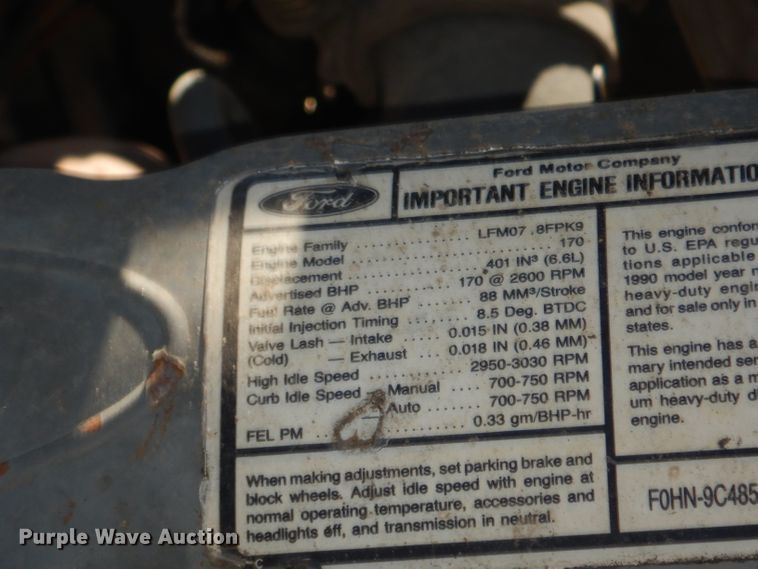 Ford Motor Company
Ford
IMPORTANT ENGINE INFORMATIO
Engine Family LFM07 .8FPK9
Engine Model 170
Displacement 401 IN³ (6.6L)
Advertised BHP 170 @ 2600 RPM
Fuel Rate @ Adv. BHP 88 MM³/Stroke
Initial Injection Timing 8.5 Deg. BTDC
Valve Lash — Intake 0.015 IN (0.38 MM)
(Cold) — Exhaust 0.018 IN (0.46 MM)
High Idle Speed 2950-3030 RPM
Curb Idle Speed Manual 700-750 RPM
Auto 700-750 RPM
FEL PM 0.33 gm/BHP-hr
This engine confor
to U.S. EPA regu
tions applicable
1990 model year n
heavy-duty engin
and for sale only in
states.
This engine has a
mary intended ser
application as a m
um heavy-duty di
engine.
When making adjustments, set parking brake and
block wheels. Adjust idle speed with engine at
normal operating temperature, accessories and
headlights off, and transmission in neutral.
F0HN-9C485
Purple Wave Auction